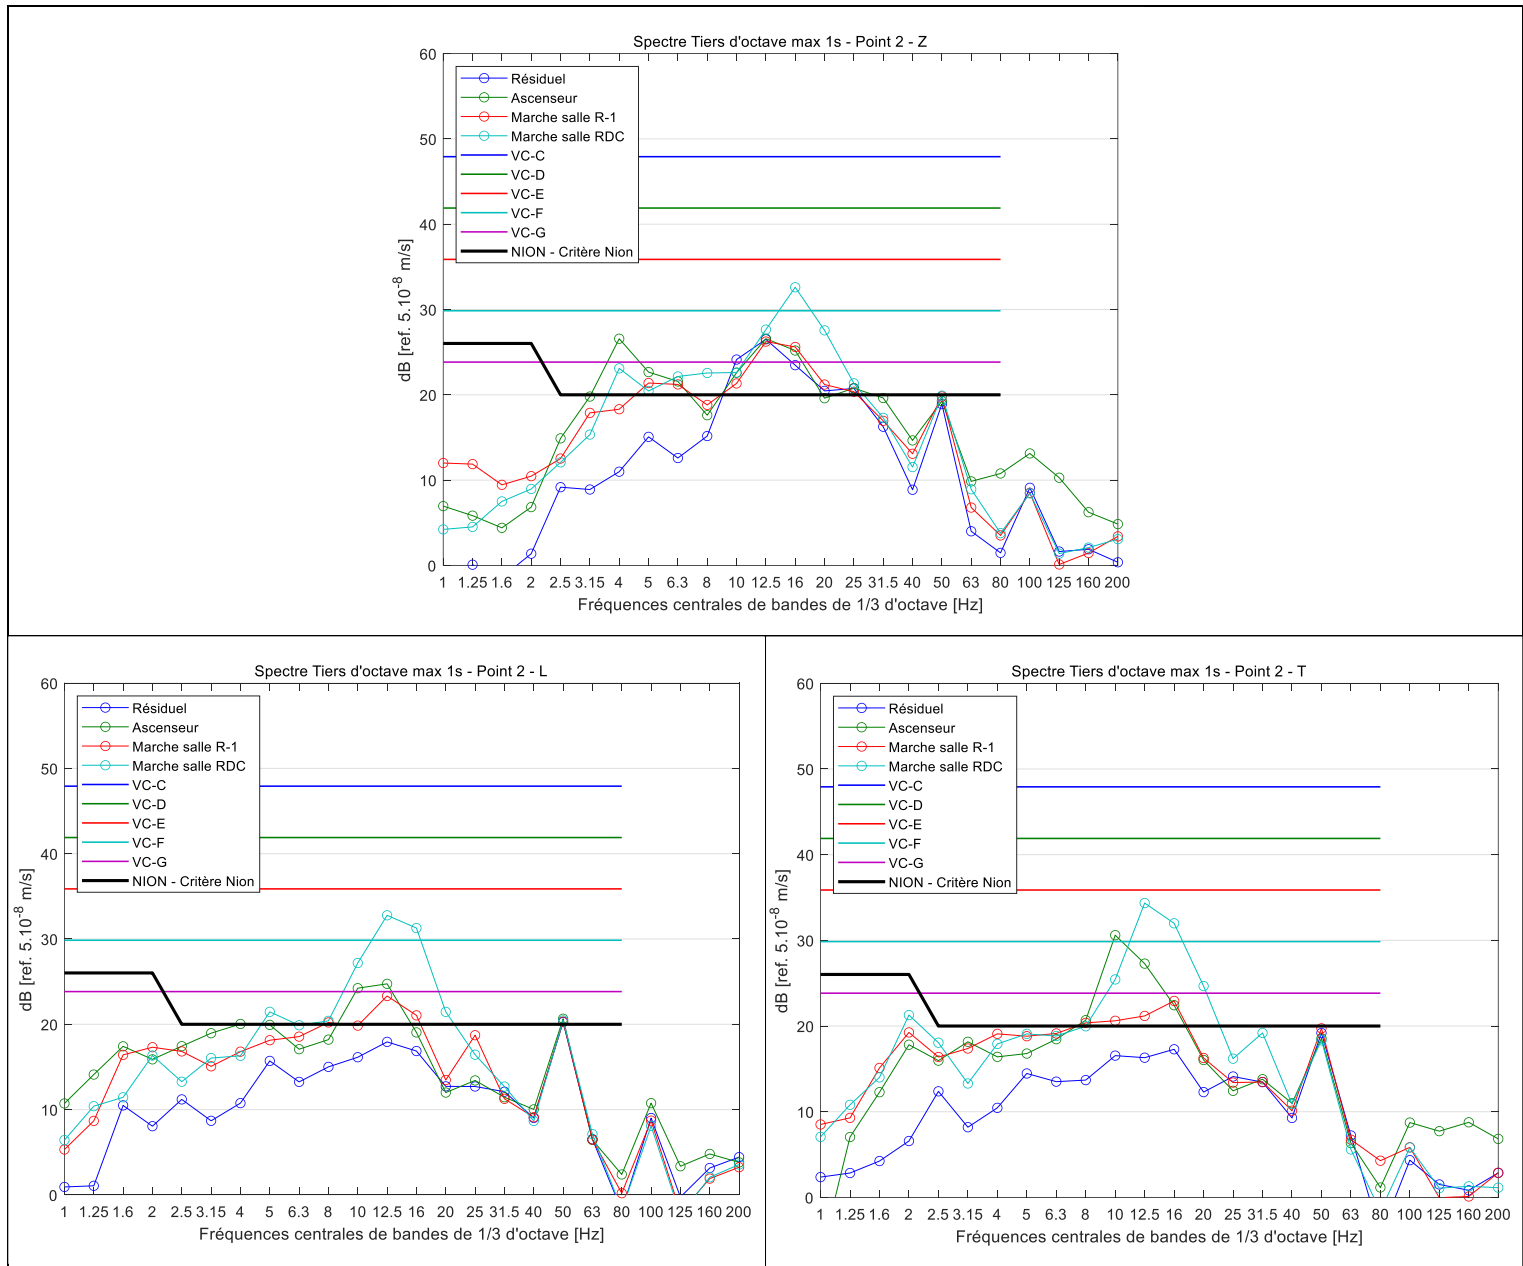 Spectre Tiers d'octave max 1s - Point 2 - Z
60
50
40
30
20
10
0
dB [ref. 5.10-8 m/s]
Résiduel
Ascenseur
Marche salle R-1
Marche salle RDC
VC-C
VC-D
VC-E
VC-F
VC-G
NION - Critère Nion
1 1.25 1.6 2 2.5 3.15 4 5 6.3 8 10 12.5 16 20 25 31.5 40 50 63 80 100 125 160 200
Fréquences centrales de bandes de 1/3 d'octave [Hz]
Spectre Tiers d'octave max 1s - Point 2 - L
60
50
40
30
20
10
0
dB [ref. 5.10-8 m/s]
Résiduel
Ascenseur
Marche salle R-1
Marche salle RDC
VC-C
VC-D
VC-E
VC-F
VC-G
NION - Critère Nion
1 1.25 1.6 2 2.5 3.15 4 5 6.3 8 10 12.5 16 20 25 31.5 40 50 63 80 100 125 160 200
Fréquences centrales de bandes de 1/3 d'octave [Hz]
Spectre Tiers d'octave max 1s - Point 2 - T
60
50
40
30
20
10
0
dB [ref. 5.10-8 m/s]
Résiduel
Ascenseur
Marche salle R-1
Marche salle RDC
VC-C
VC-D
VC-E
VC-F
VC-G
NION - Critère Nion
1 1.25 1.6 2 2.5 3.15 4 5 6.3 8 10 12.5 16 20 25 31.5 40 50 63 80 100 125 160 200
Fréquences centrales de bandes de 1/3 d'octave [Hz]